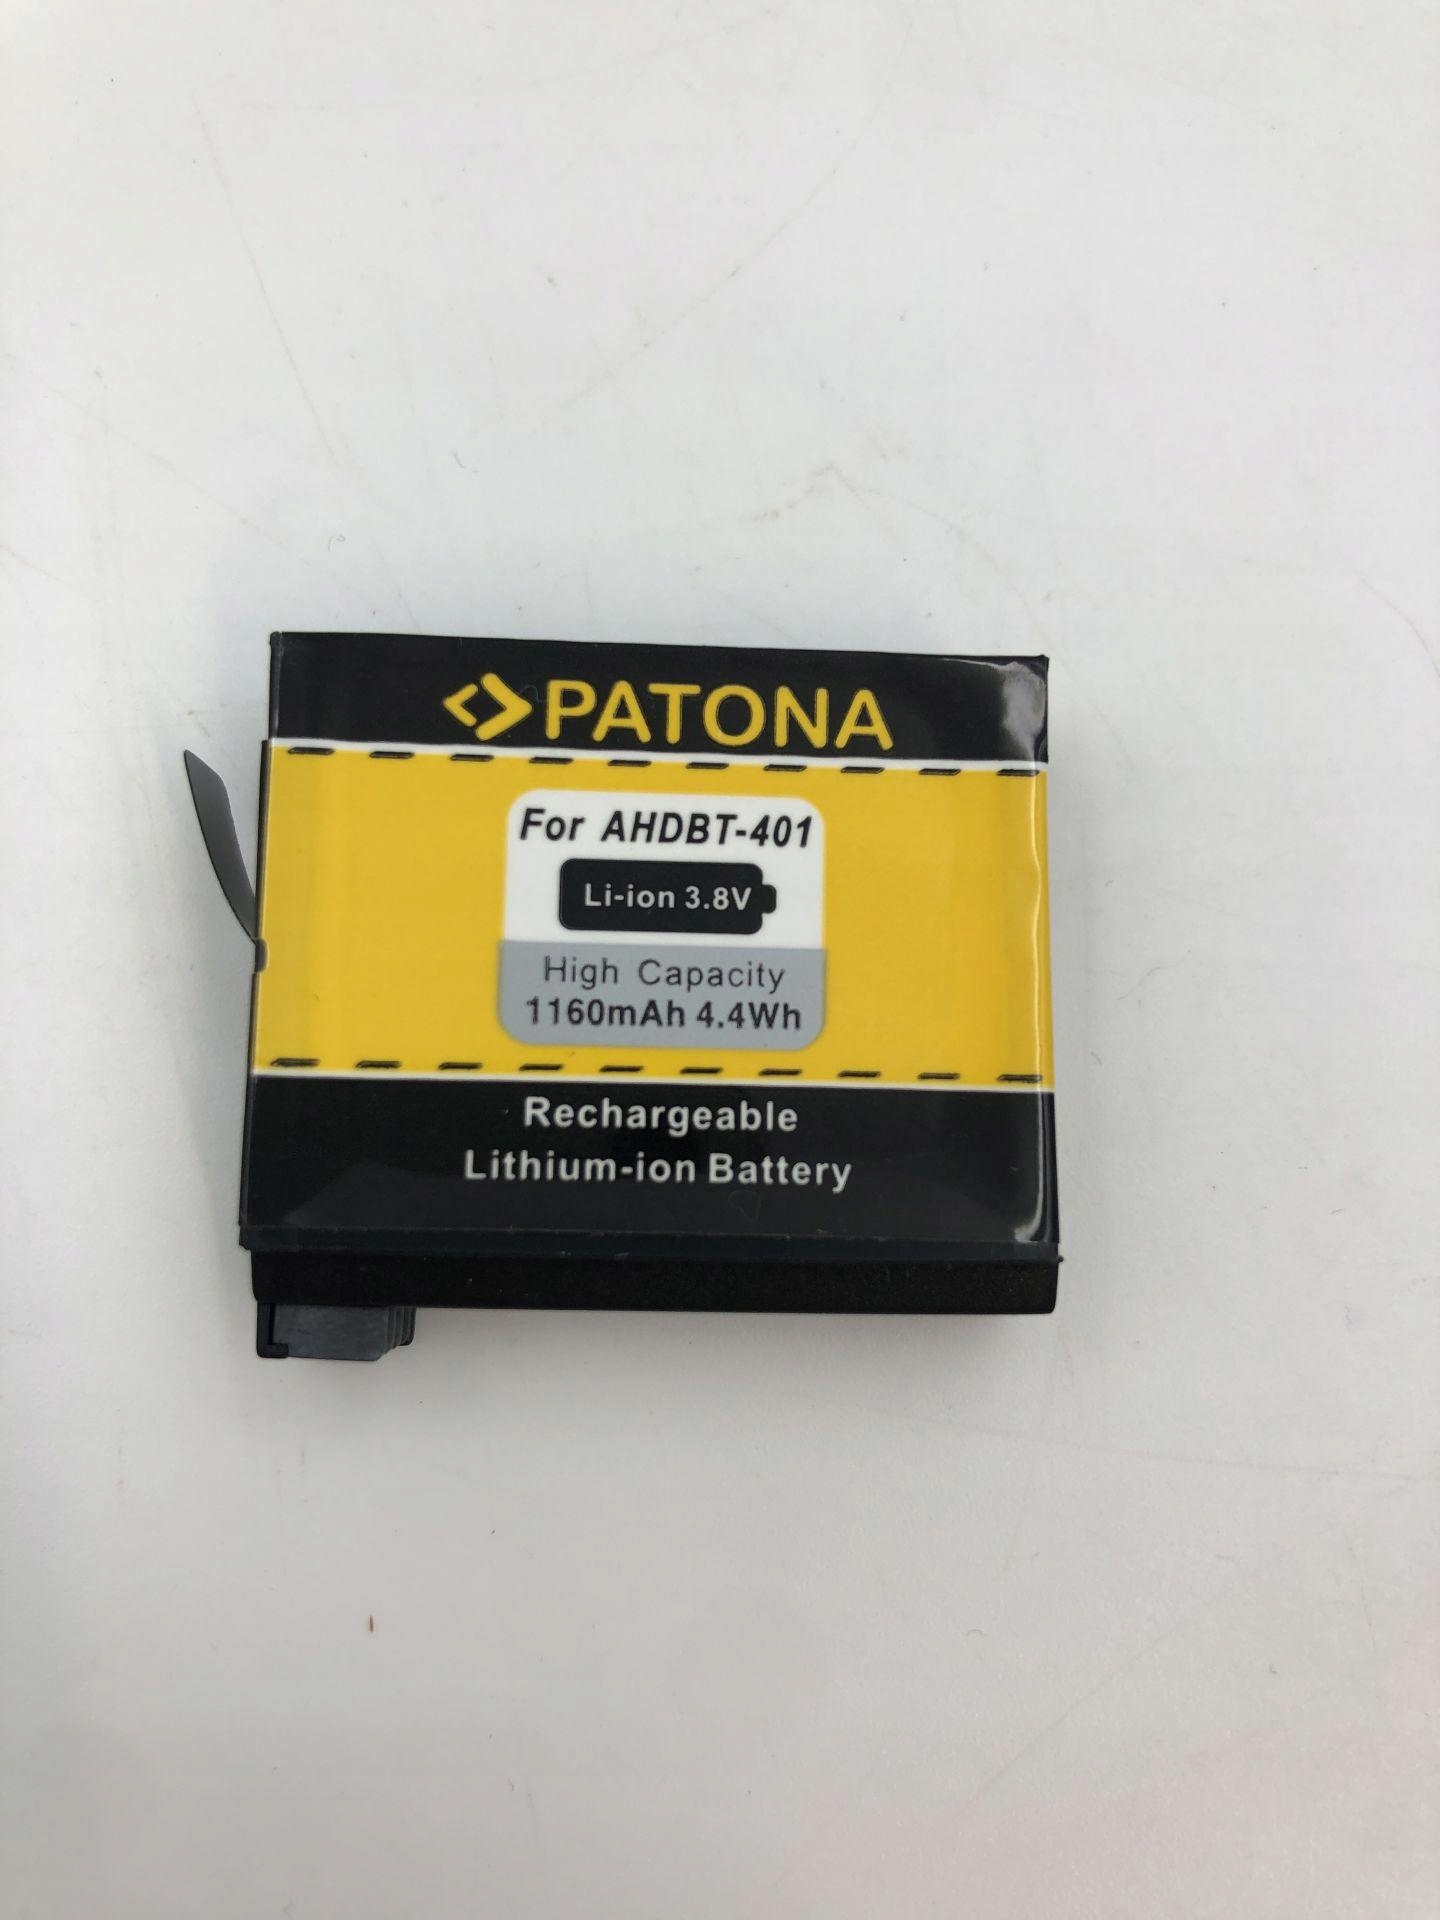 PATONA
For AHDBT-401
Li-ion 3.8V
High Capacity
1160mAh 4.4Wh
Rechargeable
Lithium-ion Battery